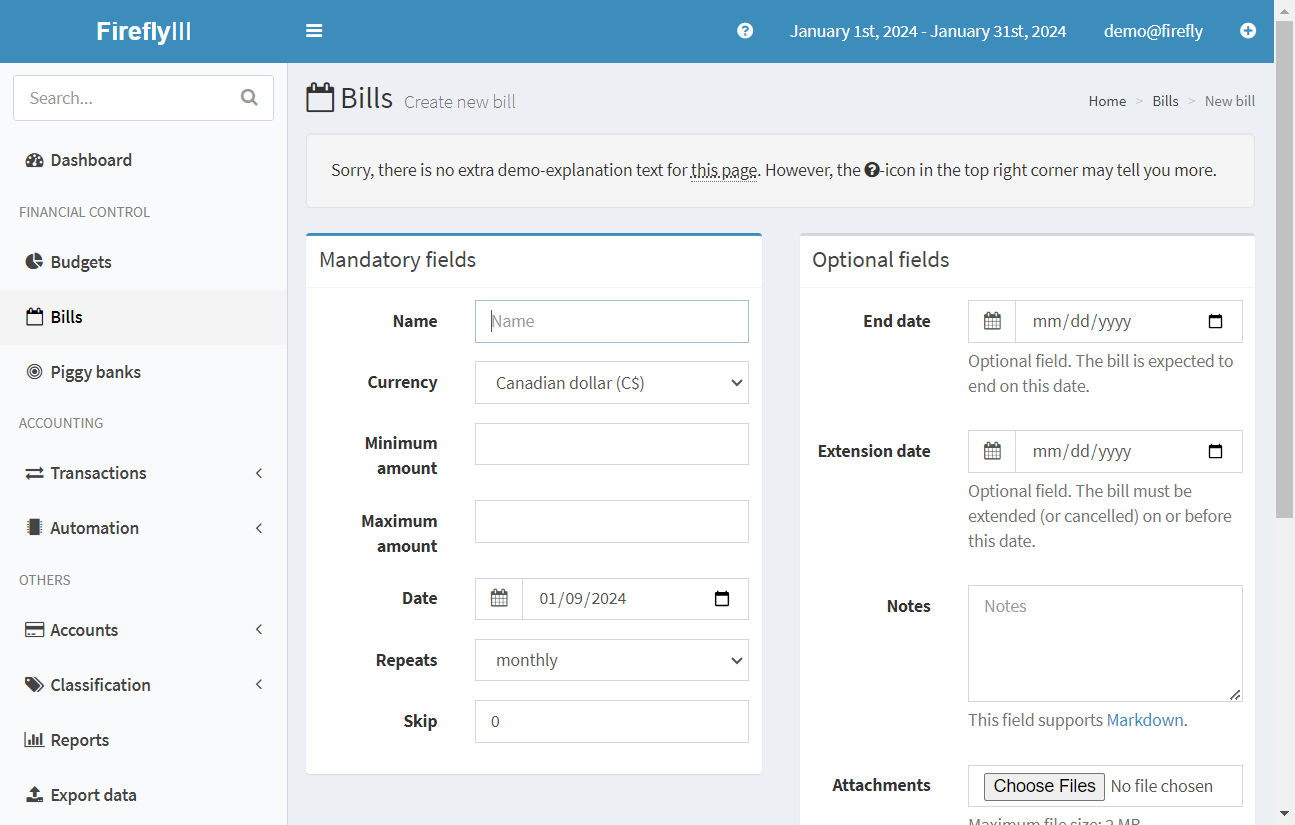 FireflyIII
January 1st, 2024 - January 31st, 2024
demo@firefly
Search...
Dashboard
FINANCIAL CONTROL
Budgets
Bills
Piggy banks
ACCOUNTING
Transactions
Automation
OTHERS
Accounts
Classification
Reports
Export data
Bills Create new bill
Home > Bills > New bill
Sorry, there is no extra demo-explanation text for this page. However, the ?-icon in the top right corner may tell you more.
Mandatory fields
Name
Name
Currency
Canadian dollar (C$)
Minimum
amount
Maximum
amount
Date
01/09/2024
Repeats
monthly
Skip
0
Optional fields
End date
mm/dd/yyyy
Optional field. The bill is expected to
end on this date.
Extension date
mm/dd/yyyy
Optional field. The bill must be
extended (or cancelled) on or before
this date.
Notes
Notes
This field supports Markdown.
Attachments
Choose Files No file chosen
Maximum file size: 2 MB